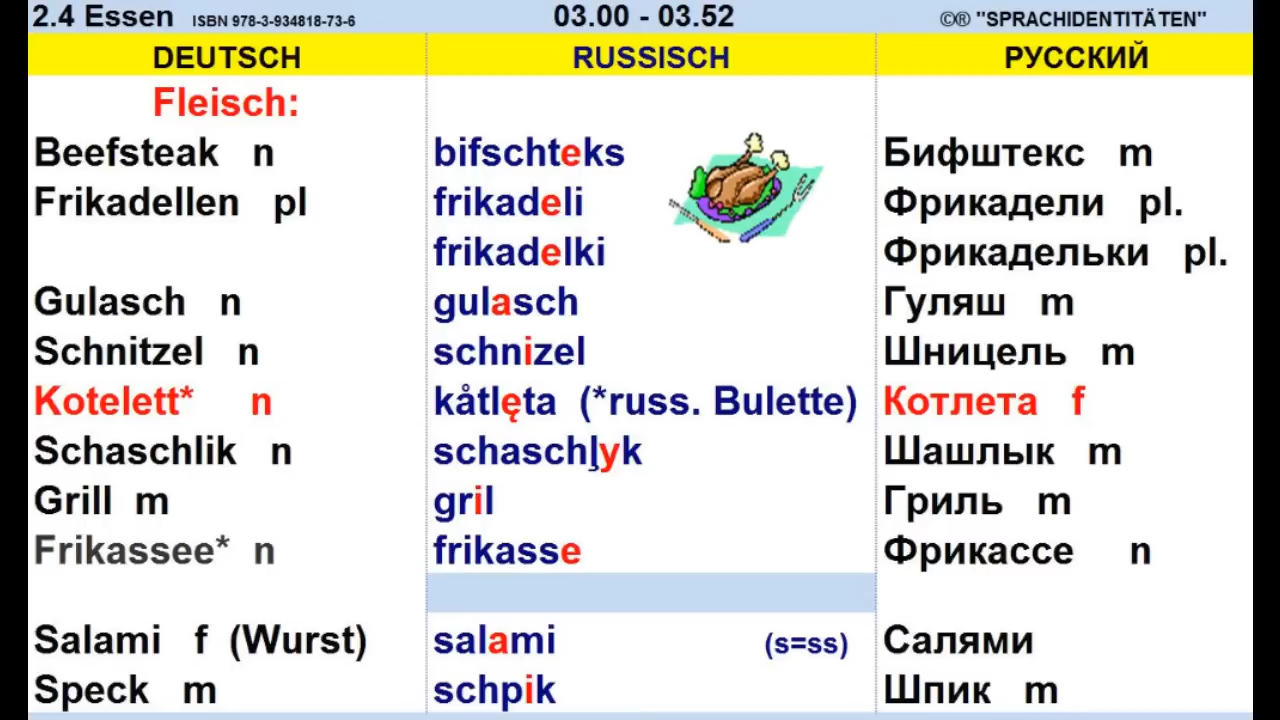 2.4 Essen ISBN 978-3-934818-73-6 03.00 - 03.52 ©® "SPRACHIDENTITÄTEN"
DEUTSCH RUSSISCH РУССКИЙ
Fleisch:
Beefsteak n bifschteks Бифштекс m
Frikadellen pl frikadeli Фрикадели pl.
frikadelki Фрикадельки pl.
Gulasch n gulasch Гуляш m
Schnitzel n schnizel Шницель m
Kotelett* n kåtlęta (*russ. Bulette) Котлета f
Schaschlik n schaschļyk Шашлык m
Grill m gril Гриль m
Frikassee* n frikasse Фрикассе n
Salami f (Wurst) salami (s=ss) Салями
Speck m schpik Шпик m